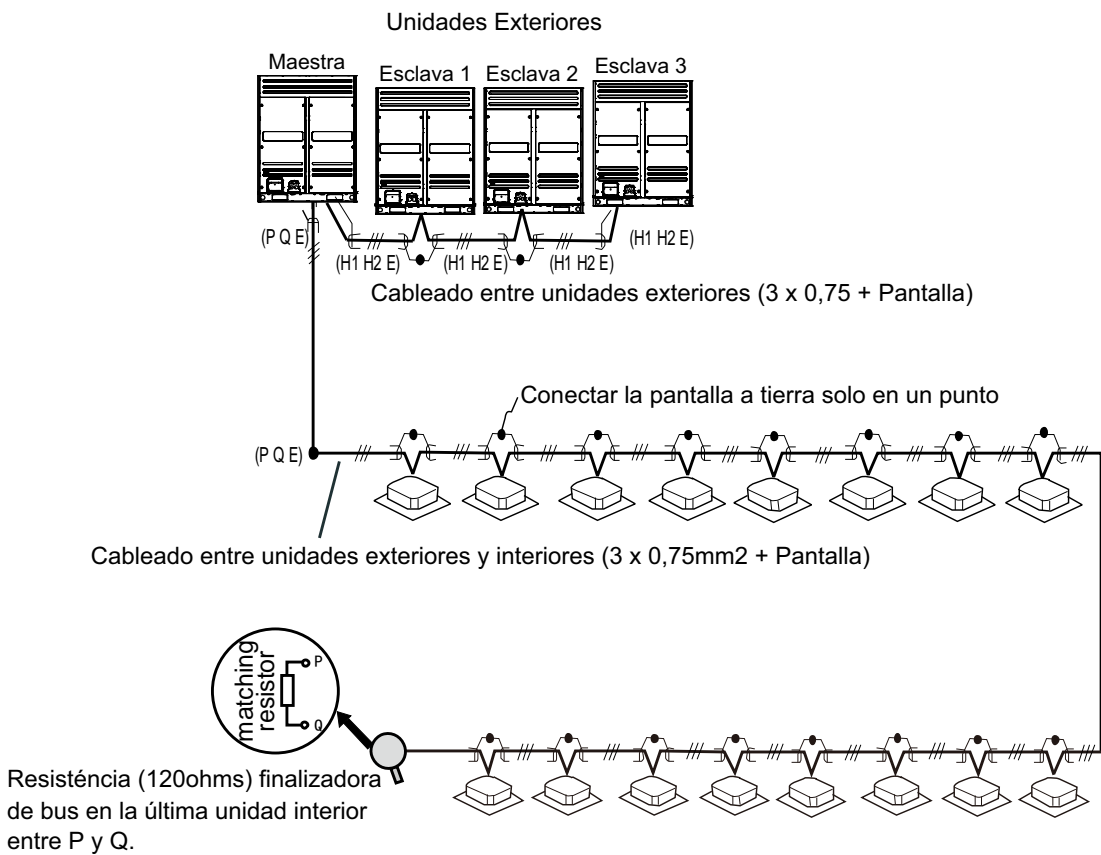 Unidades Exteriores
Maestra
Esclava 1
Esclava 2
Esclava 3
(P Q E)
(H1 H2 E)
(H1 H2 E)
(H1 H2 E)
(H1 H2 E)
Cableado entre unidades exteriores (3 x 0,75 + Pantalla)
Conectar la pantalla a tierra solo en un punto
(P Q E)
Cableado entre unidades exteriores y interiores (3 x 0,75mm2 + Pantalla)
matching
resistor
P
Q
Resisténcia (120ohms) finalizadora
de bus en la última unidad interior
entre P y Q.